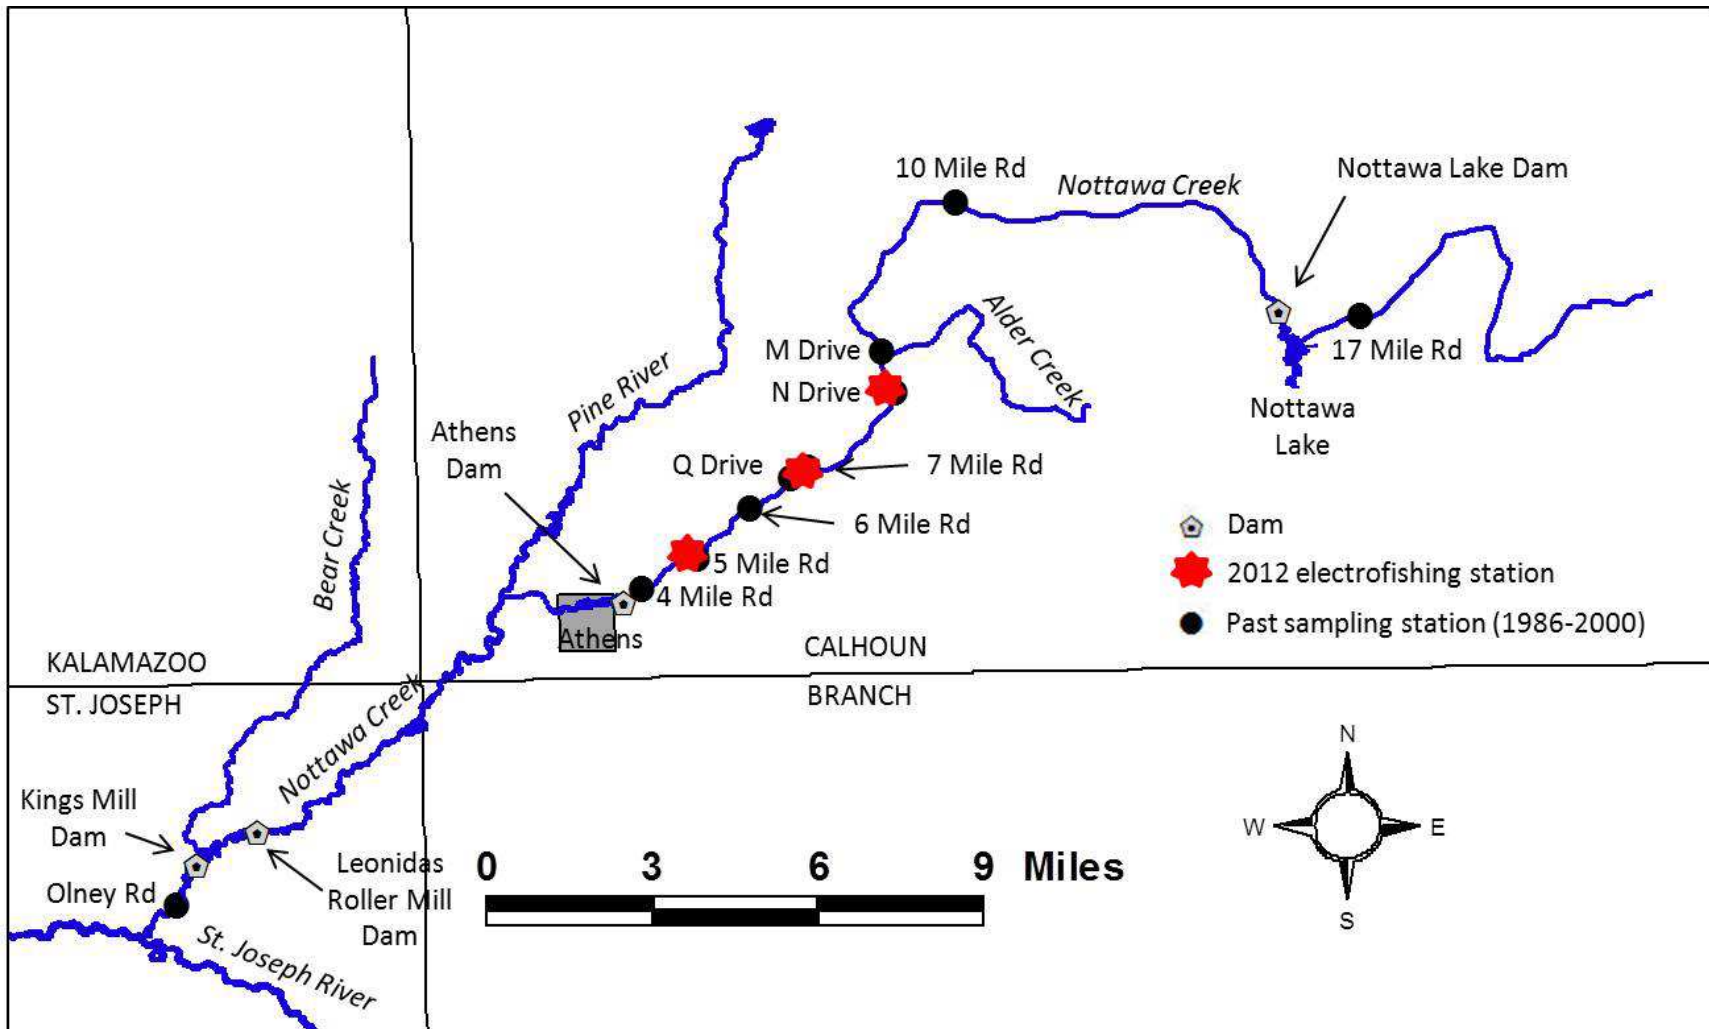 10 Mile Rd
Nottawa Creek
Nottawa Lake Dam
Alder Creek
M Drive
17 Mile Rd
Pine River
N Drive
Nottawa
Lake
Athens
Dam
Q Drive
7 Mile Rd
Bear Creek
6 Mile Rd
Dam
5 Mile Rd
2012 electrofishing station
4 Mile Rd
Past sampling station (1986-2000)
Athens
KALAMAZOO
CALHOUN
ST. JOSEPH
BRANCH
Nottawa Creek
N
W
E
S
Kings Mill
Dam
Leonidas
Roller Mill
Dam
0 3 6 9 Miles
Olney Rd
St. Joseph River